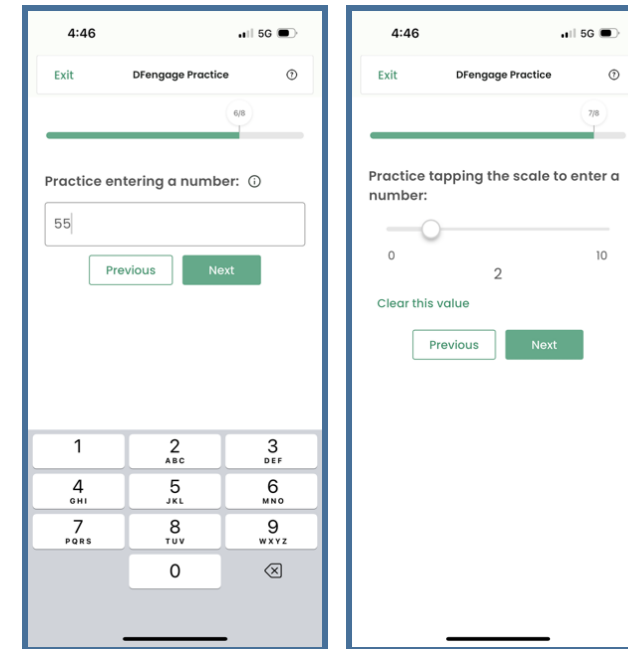 4:46
5G
Exit
DFengage Practice
6/8
Practice entering a number:
55
Previous
Next
1
2
ABC
3
DEF
4
GHI
5
JKL
6
MNO
7
PQRS
8
TUV
9
WXYZ
0
4:46
5G
Exit
DFengage Practice
7/8
Practice tapping the scale to enter a
number:
0
10
2
Clear this value
Previous
Next